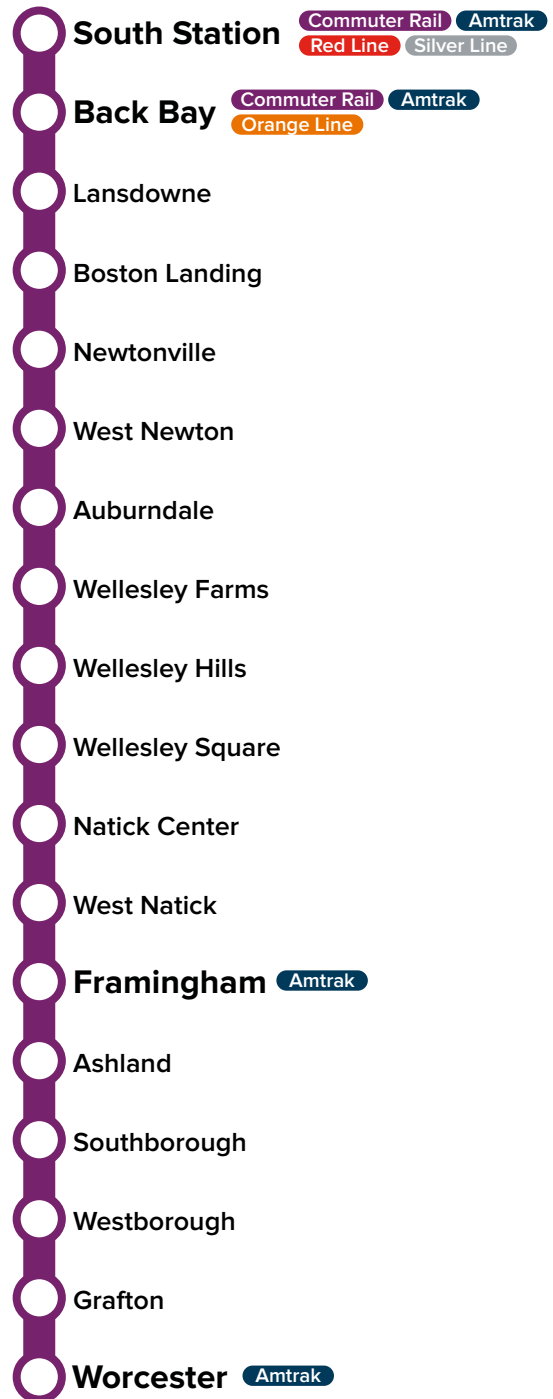 South Station Commuter Rail Amtrak
Red Line Silver Line
Back Bay Commuter Rail Amtrak
Orange Line
Lansdowne
Boston Landing
Newtonville
West Newton
Auburndale
Wellesley Farms
Wellesley Hills
Wellesley Square
Natick Center
West Natick
Framingham Amtrak
Ashland
Southborough
Westborough
Grafton
Worcester Amtrak